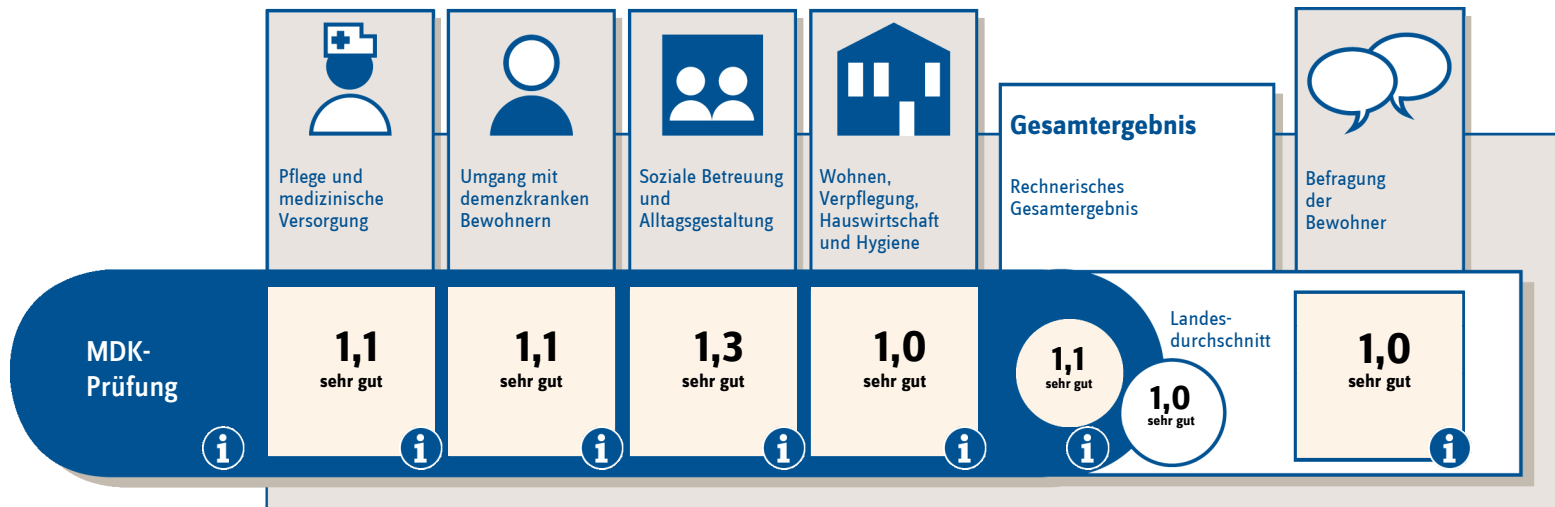 Pflege und
medizinische
Versorgung
Umgang mit
demenzkranken
Bewohnern
Soziale Betreuung
und
Alltagsgestaltung
Wohnen,
Verpflegung,
Hauswirtschaft
und Hygiene
Gesamtergebnis
Rechnerisches
Gesamtergebnis
Befragung
der
Bewohner
MDK-
Prüfung
i
1,1
sehr gut
i
1,1
sehr gut
i
1,3
sehr gut
i
1,0
sehr gut
i
1,1
sehr gut
i
Landes-
durchschnitt
1,0
sehr gut
1,0
sehr gut
i